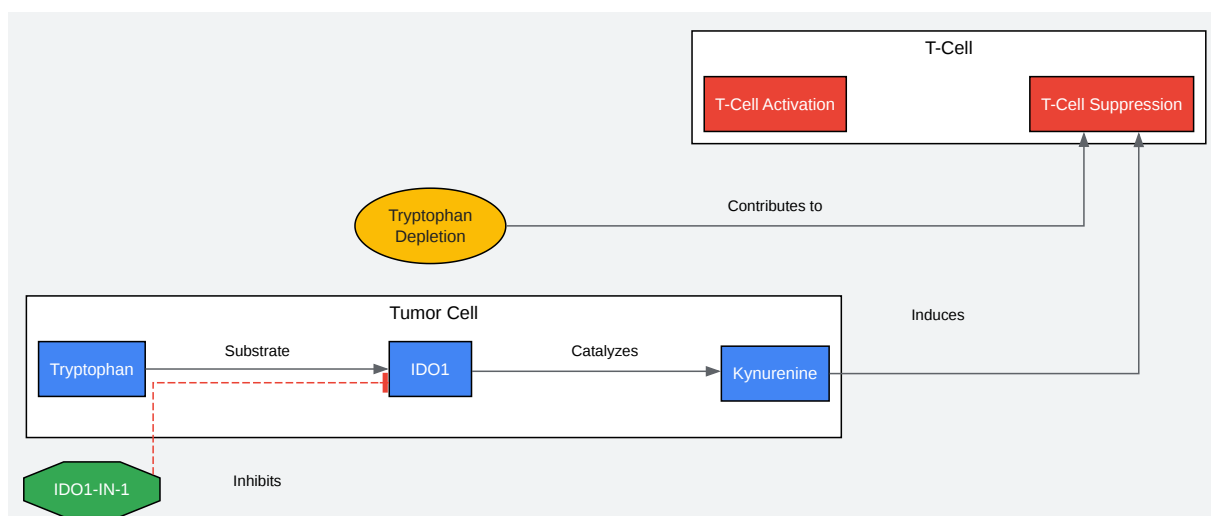 T-Cell
T-Cell Activation
T-Cell Suppression
Tryptophan
Depletion
Contributes to
Tumor Cell
Induces
Tryptophan
Substrate
IDO1
Catalyzes
Kynurenine
IDO1-IN-1
Inhibits